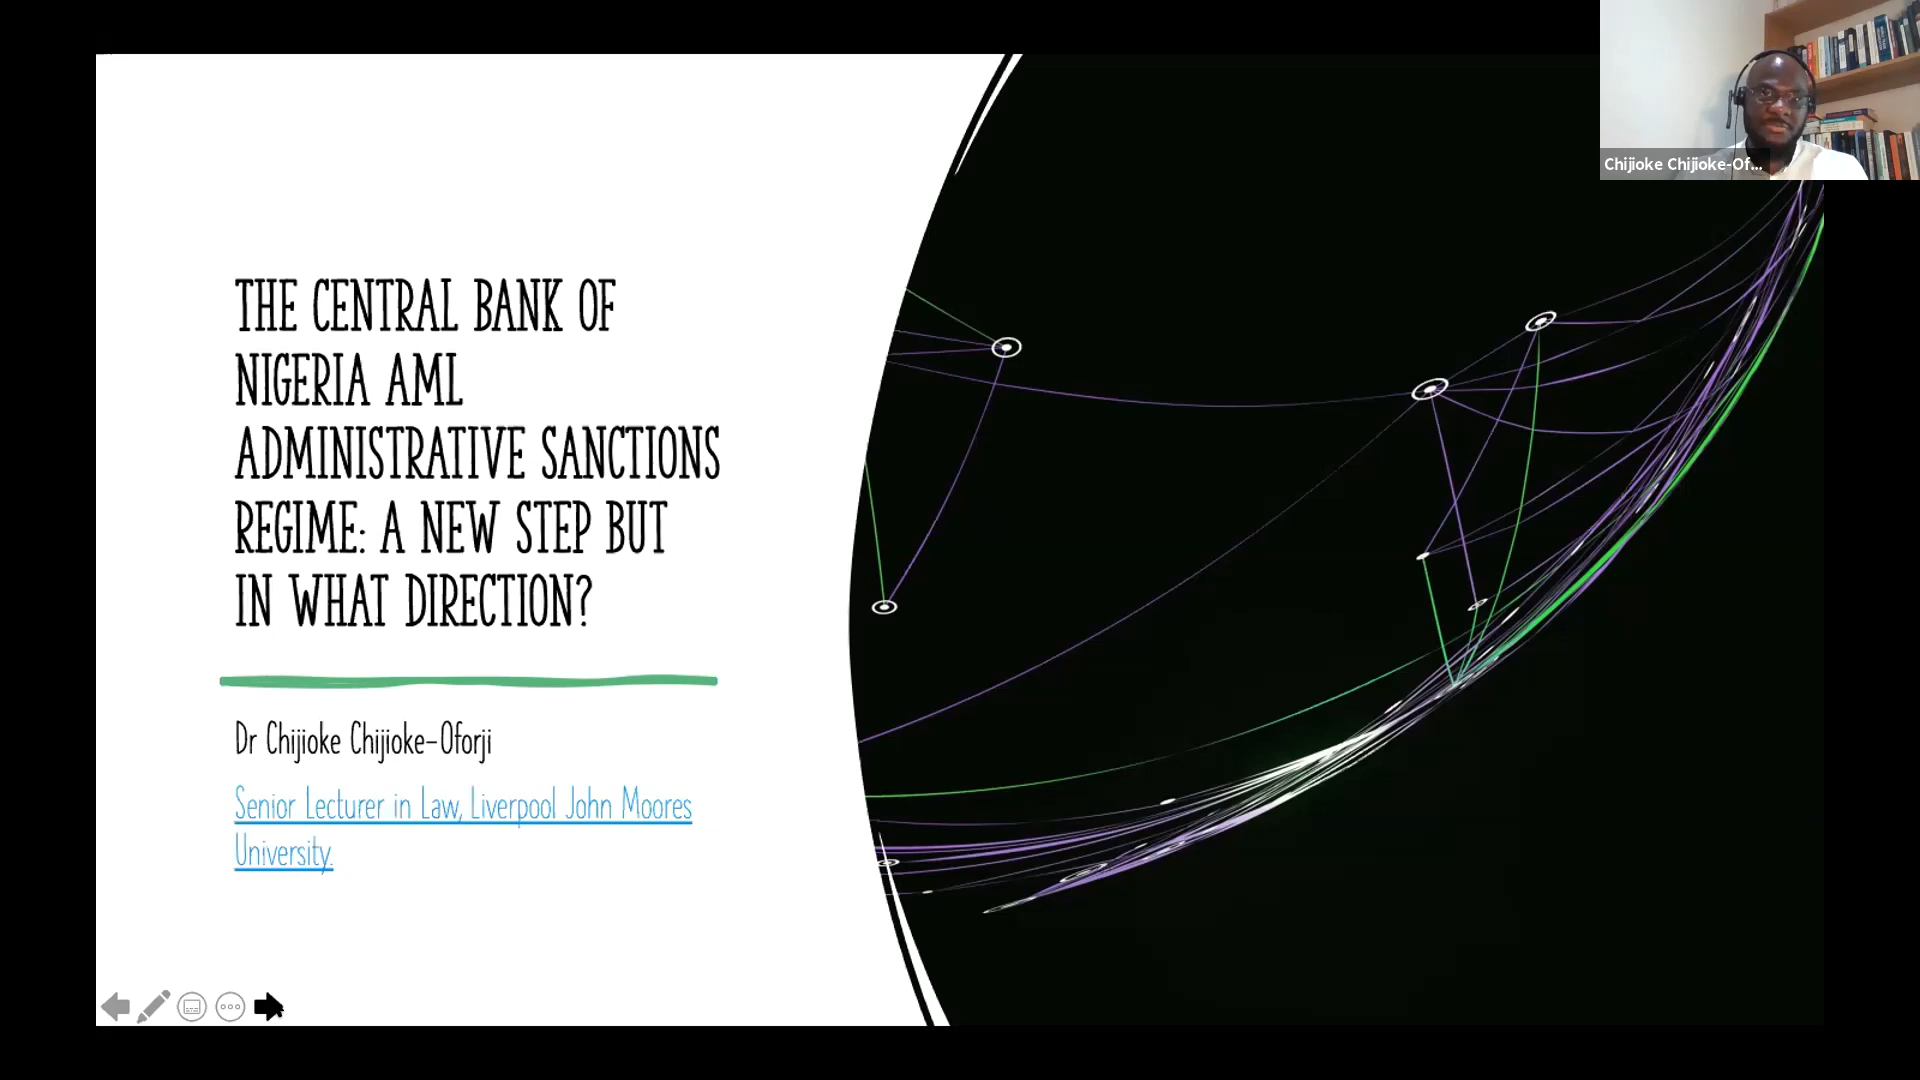 THE CENTRAL BANK OF
NIGERIA AML
ADMINISTRATIVE SANCTIONS
REGIME: A NEW STEP BUT
IN WHAT DIRECTION?
Dr Chijioke Chijioke-Oforji
Senior Lecturer in Law, Liverpool John Moores
University.
Chijioke Chijioke-Of...